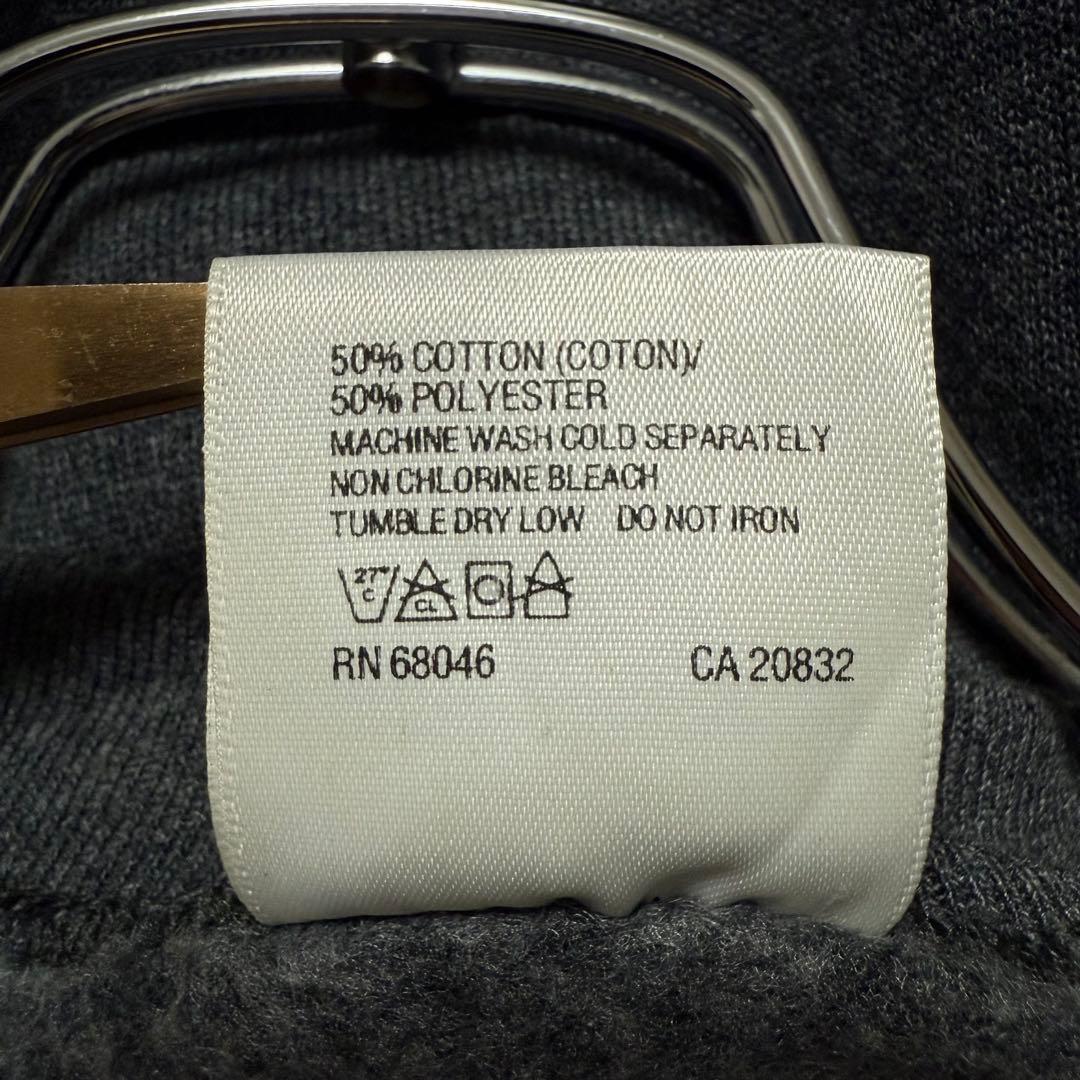 50% COTTON (COTON)/
50% POLYESTER
MACHINE WASH COLD SEPARATELY
NON CHLORINE BLEACH
TUMBLE DRY LOW DO NOT IRON
27° C CL
RN 68046 CA 20832